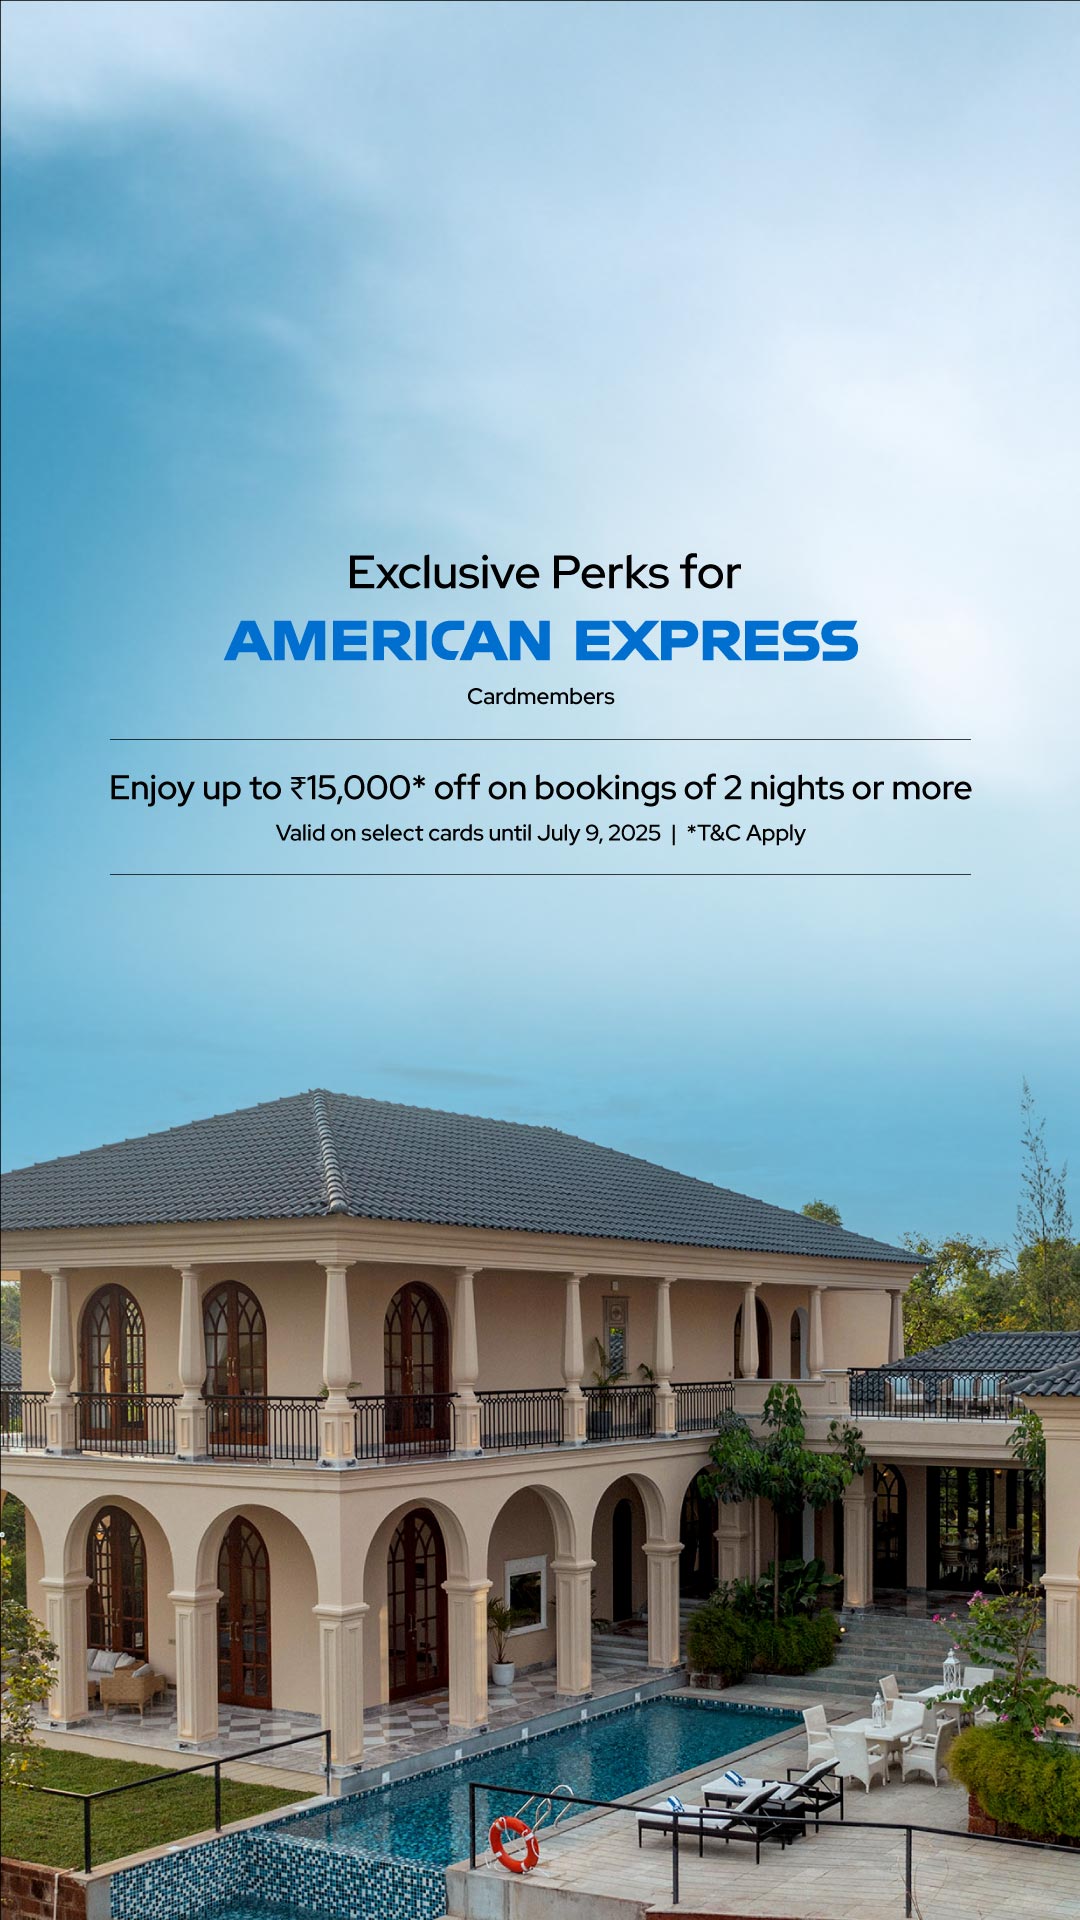 Exclusive Perks for
AMERICAN EXPRESS
Cardmembers
Enjoy up to ₹15,000* off on bookings of 2 nights or more
Valid on select cards until July 9, 2025 | *T&C Apply